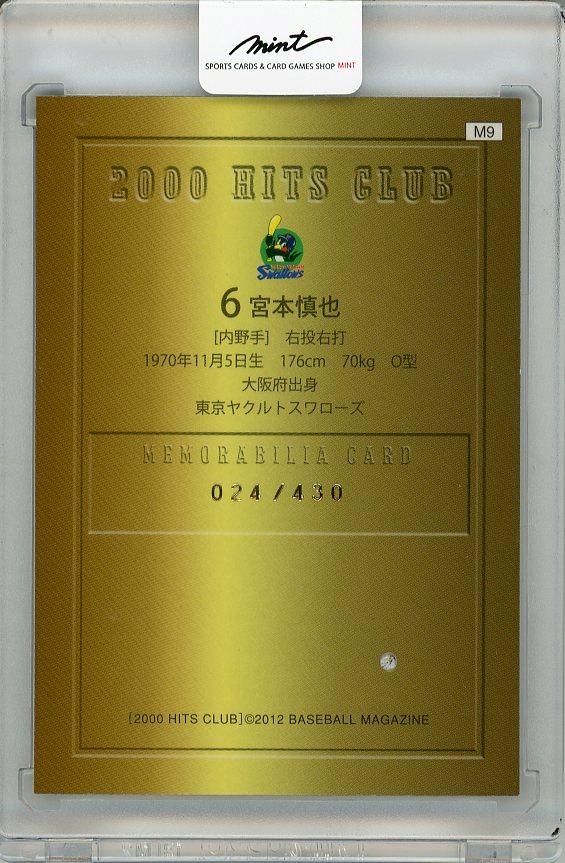 mint
SPORTS CARDS & CARD GAMES SHOP MINT
M9
2000 HITS CLUB
Swallows
6 宮本慎也
[内野手] 右投右打
1970年11月5日生 176cm 70kg O型
大阪府出身
東京ヤクルトスワローズ
MEMORABILIA CARD
024/430
[2000 HITS CLUB]©2012 BASEBALL MAGAZINE